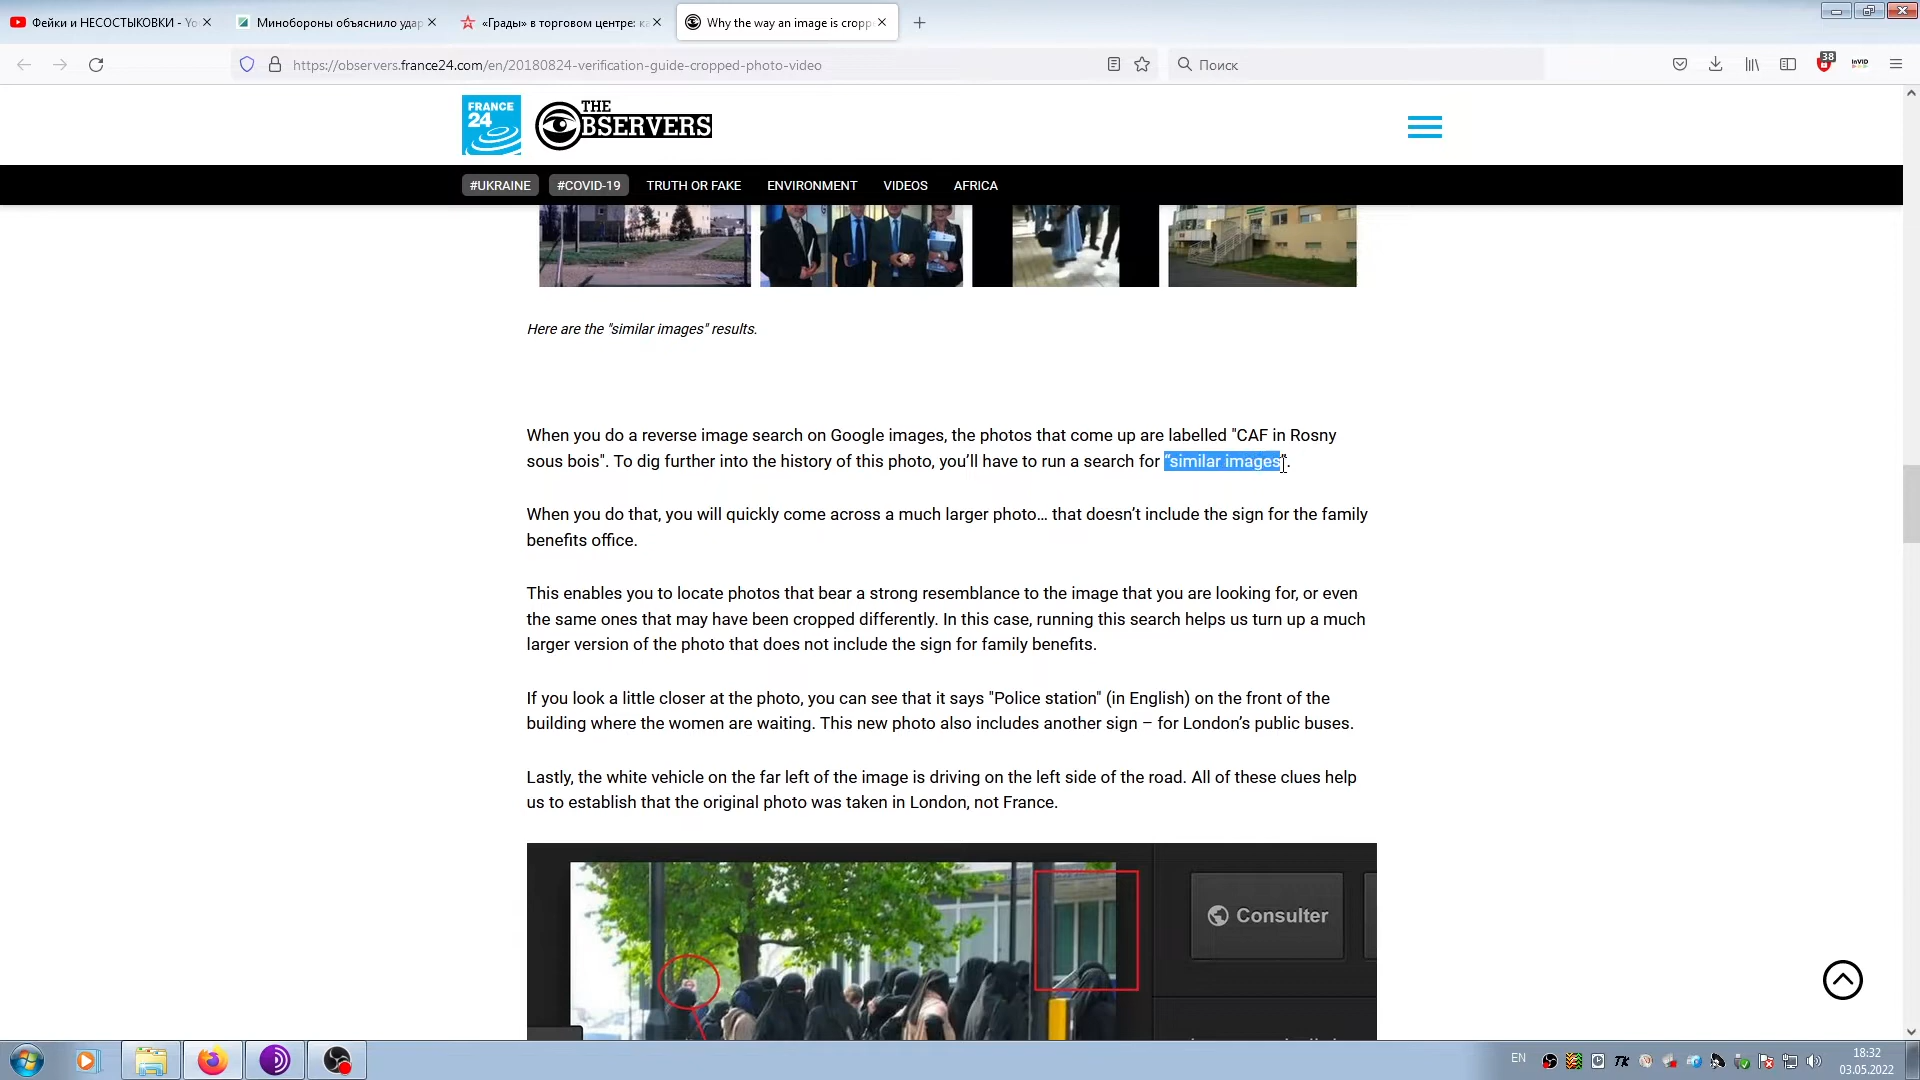 Фейки и НЕСОСТЫКОВКИ - Yo
Минобороны объяснило удар
«Грады» в торговом центре: ка
Why the way an image is cropp
https://observers.france24.com/en/20180824-verification-guide-cropped-photo-video
Поиск
38
InVID
FRANCE
24
THE
OBSERVERS
#UKRAINE
#COVID-19
TRUTH OR FAKE
ENVIRONMENT
VIDEOS
AFRICA
Here are the "similar images" results.
When you do a reverse image search on Google images, the photos that come up are labelled "CAF in Rosny
sous bois". To dig further into the history of this photo, you’ll have to run a search for “similar images”.
When you do that, you will quickly come across a much larger photo… that doesn’t include the sign for the family
benefits office.
This enables you to locate photos that bear a strong resemblance to the image that you are looking for, or even
the same ones that may have been cropped differently. In this case, running this search helps us turn up a much
larger version of the photo that does not include the sign for family benefits.
If you look a little closer at the photo, you can see that it says "Police station" (in English) on the front of the
building where the women are waiting. This new photo also includes another sign – for London’s public buses.
Lastly, the white vehicle on the far left of the image is driving on the left side of the road. All of these clues help
us to establish that the original photo was taken in London, not France.
Consulter
EN
TK
18:32
03.05.2022